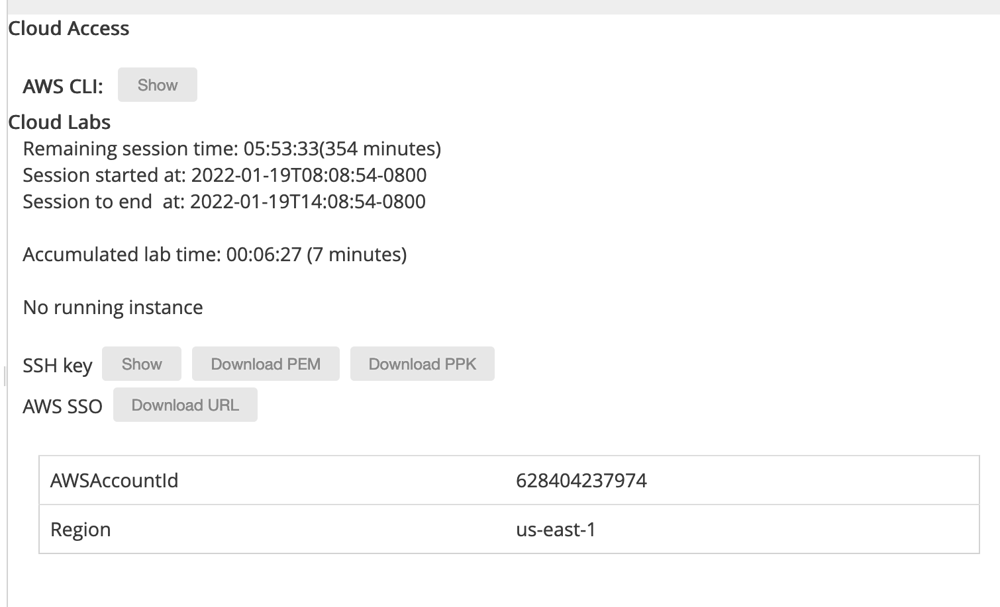 Cloud Access
AWS CLI: Show
Cloud Labs
Remaining session time: 05:53:33(354 minutes)
Session started at: 2022-01-19T08:08:54-0800
Session to end  at: 2022-01-19T14:08:54-0800
Accumulated lab time: 00:06:27 (7 minutes)
No running instance
SSH key Show Download PEM Download PPK
AWS SSO Download URL
AWSAccountId 628404237974
Region us-east-1